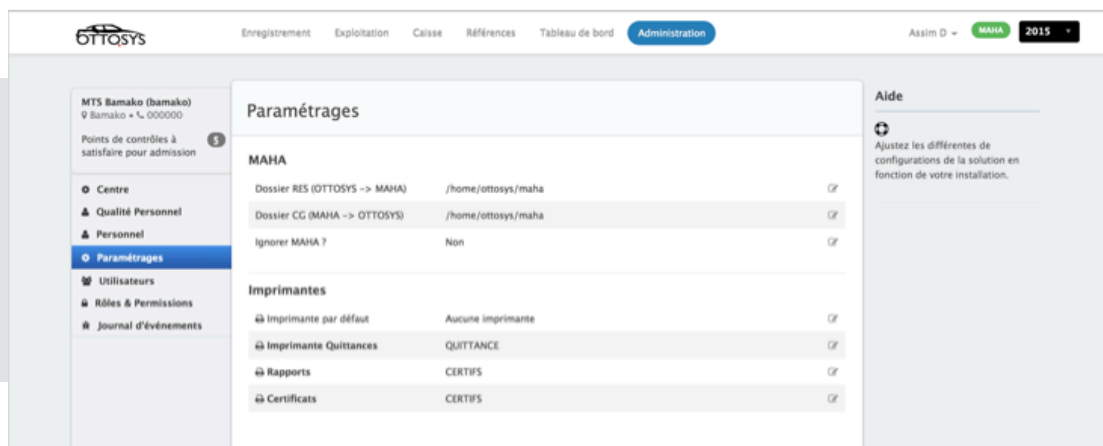 OTTOSYS
Enregistrement Exploitation Caisse Références Tableau de bord Administration
Assim D MAHA 2015
MTS Bamako (bamako)
Bamako • 000000
Points de contrôles à
satisfaire pour admission
5
Centre
Qualité Personnel
Personnel
Paramétrages
Utilisateurs
Rôles & Permissions
Journal d'événements
Paramétrages
MAHA
Dossier RES (OTTOSYS -> MAHA) /home/ottosys/maha
Dossier CG (MAHA -> OTTOSYS) /home/ottosys/maha
Ignorer MAHA ? Non
Imprimantes
Imprimante par défaut Aucune imprimante
Imprimante Quittances QUITTANCE
Rapports CERTIFS
Certificats CERTIFS
Aide
Ajustez les différentes de
configurations de la solution en
fonction de votre installation.